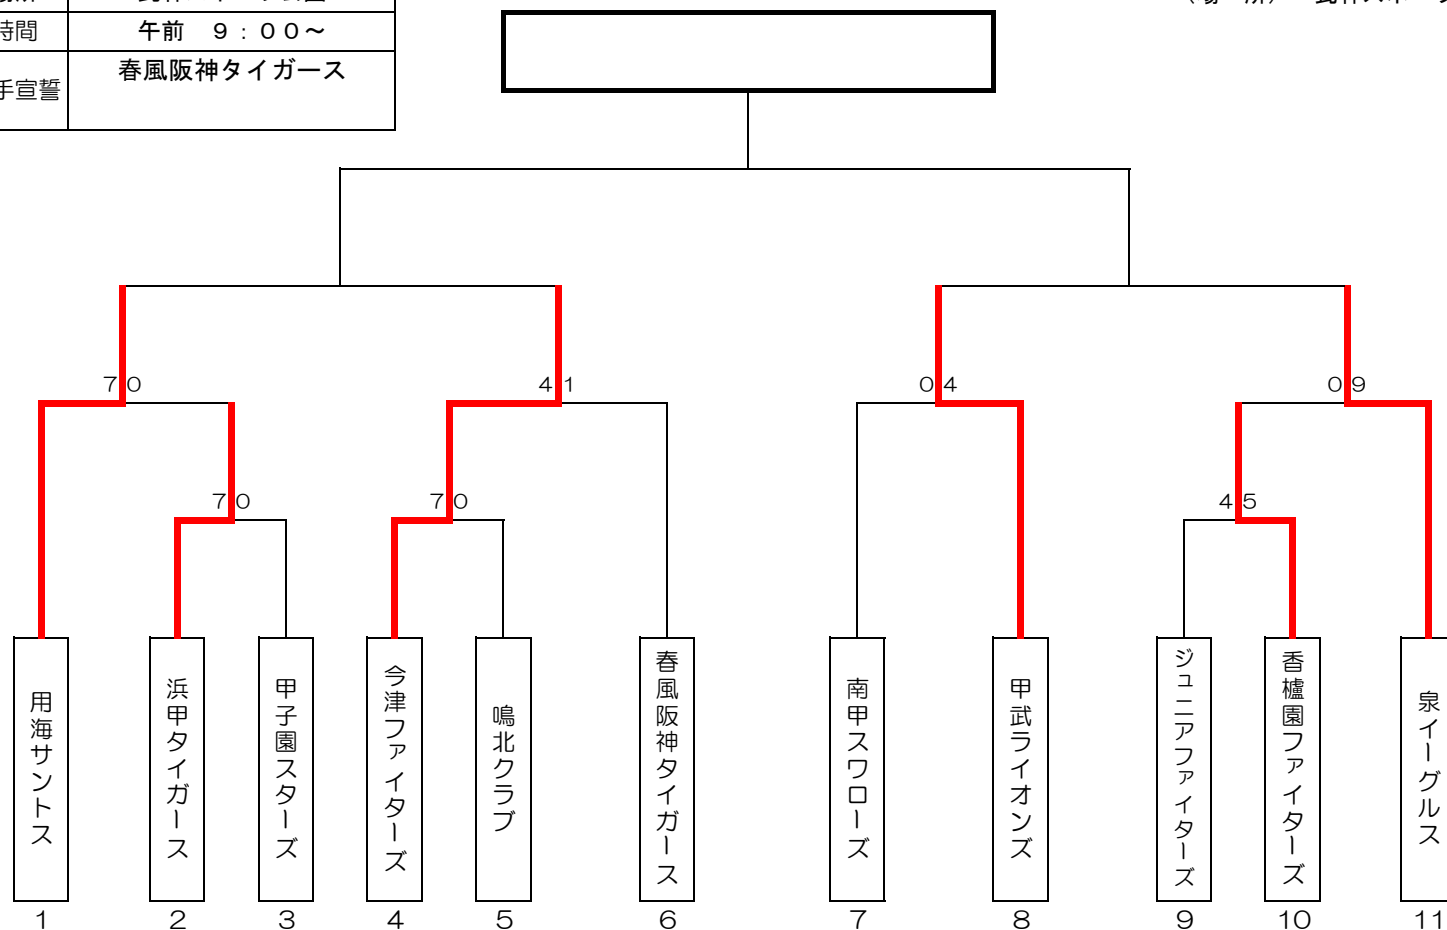 時間
午前　９：００～
手宣誓
春風阪神タイガース
7 0
4 1
0 4
0 9
7 0
7 0
4 5
用海サントス
浜甲タイガース
甲子園スターズ
今津ファイターズ
鳴北クラブ
春風阪神タイガース
南甲スワローズ
甲武ライオンズ
ジュニアファイターズ
香櫨園ファイターズ
泉イーグルス
1
2
3
4
5
6
7
8
9
10
11